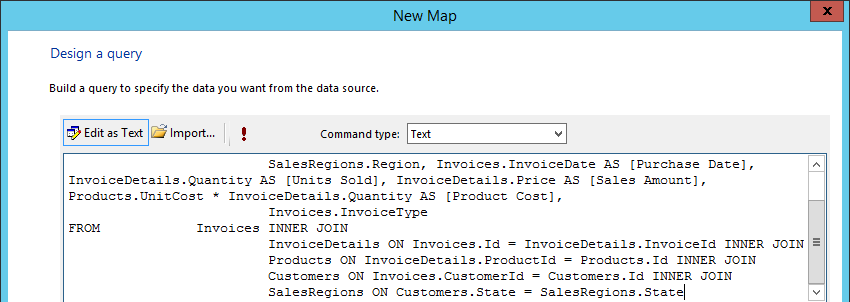 New Map
x
Design a query
Build a query to specify the data you want from the data source.
Edit as Text Import... ! Command type: Text
SalesRegions.Region, Invoices.InvoiceDate AS [Purchase Date],
InvoiceDetails.Quantity AS [Units Sold], InvoiceDetails.Price AS [Sales Amount],
Products.UnitCost * InvoiceDetails.Quantity AS [Product Cost],
Invoices.InvoiceType
FROM Invoices INNER JOIN
InvoiceDetails ON Invoices.Id = InvoiceDetails.InvoiceId INNER JOIN
Products ON InvoiceDetails.ProductId = Products.Id INNER JOIN
Customers ON Invoices.CustomerId = Customers.Id INNER JOIN
SalesRegions ON Customers.State = SalesRegions.State